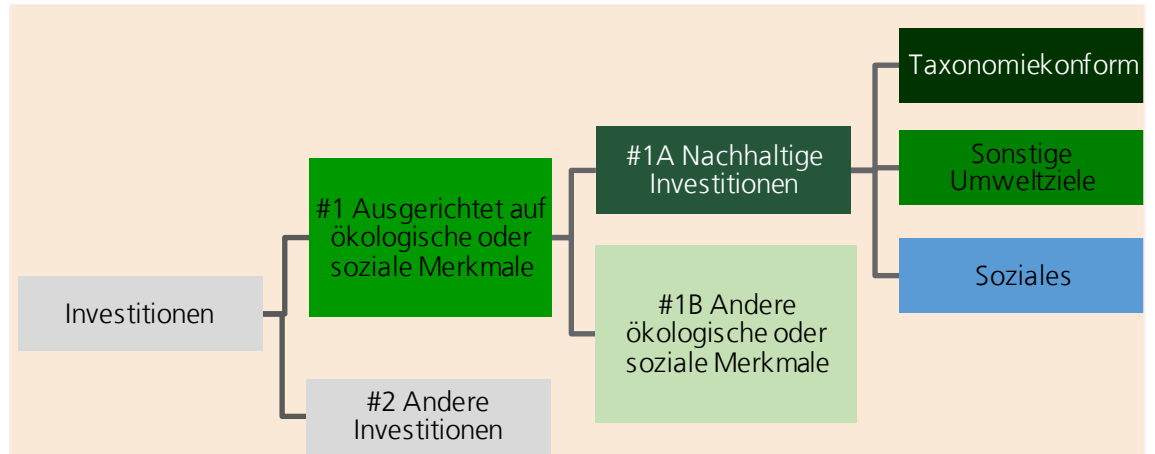 Investitionen
#1 Ausgerichtet auf
ökologische oder
soziale Merkmale
#2 Andere
Investitionen
#1A Nachhaltige
Investitionen
#1B Andere
ökologische oder
soziale Merkmale
Taxonomiekonform
Sonstige
Umweltziele
Soziales